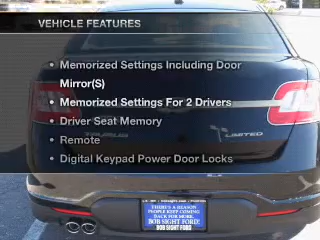 VEHICLE FEATURES
• Memorized Settings Including Door
Mirror(S)
• Memorized Settings For 2 Drivers
• Driver Seat Memory
• Remote
• Digital Keypad Power Door Locks
TAURUS
LIMITED
THERE'S A REASON
PEOPLE KEEP COMING
BACK FOR MORE.
BOB SIGHT FORD!